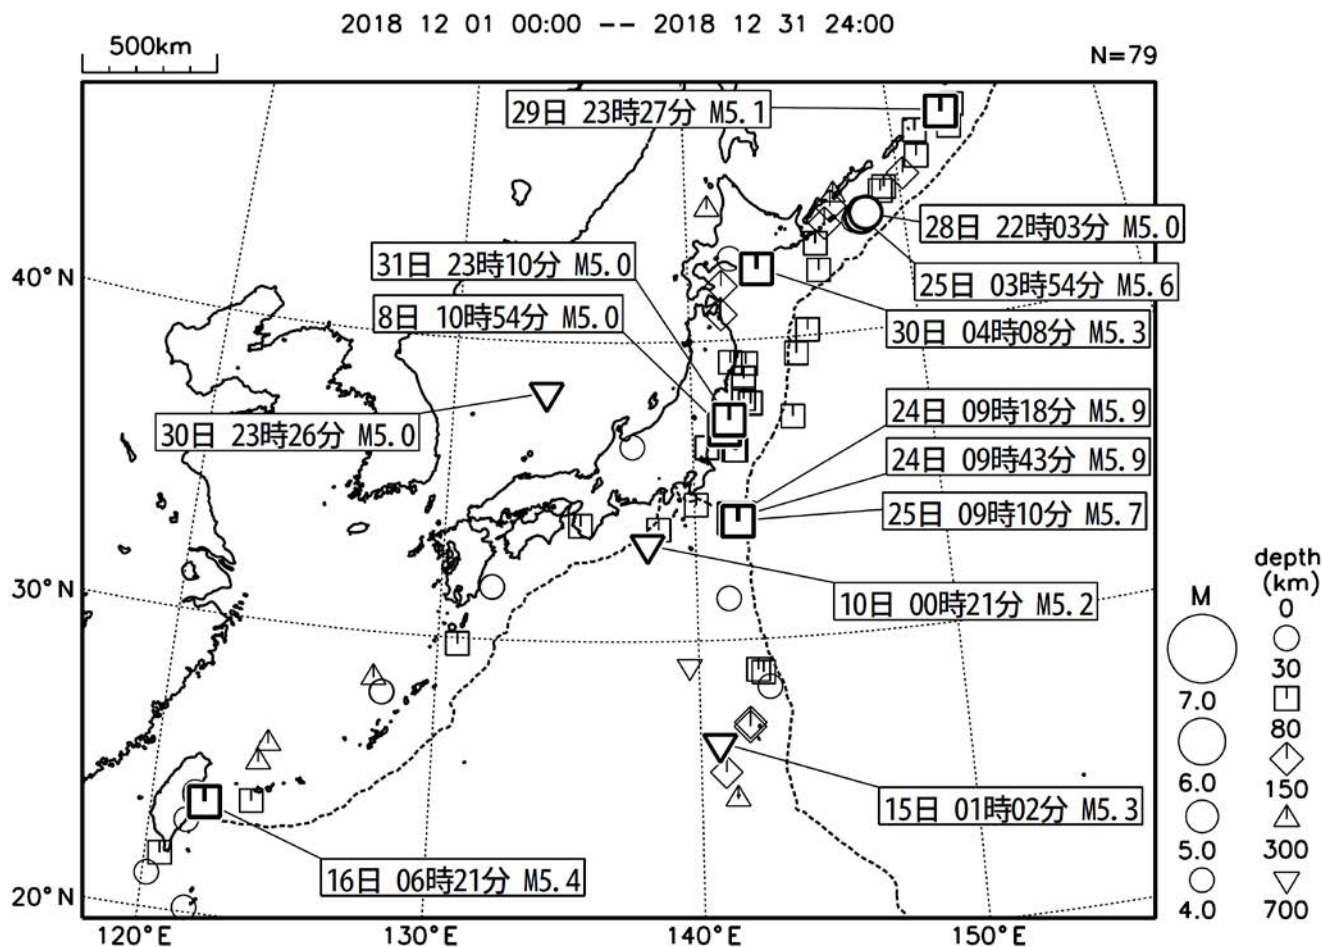 2018 12 01 00:00 -- 2018 12 31 24:00
500km
N=79
29日 23時27分 M5.1
28日 22時03分 M5.0
31日 23時10分 M5.0
25日 03時54分 M5.6
40°N
8日 10時54分 M5.0
30日 04時08分 M5.3
24日 09時18分 M5.9
30日 23時26分 M5.0
24日 09時43分 M5.9
25日 09時10分 M5.7
depth
(km)
30°N
10日 00時21分 M5.2
M
0
30
7.0
80
6.0
150
15日 01時02分 M5.3
5.0
300
16日 06時21分 M5.4
20°N
4.0
700
120°E
130°E
140°E
150°E